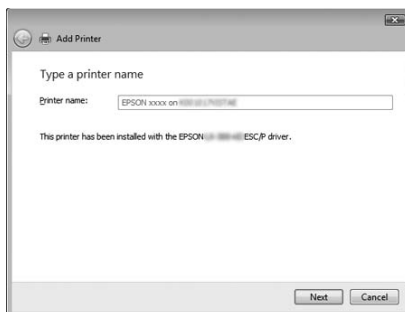 Add Printer
Type a printer name
Printer name:
EPSON xxxx on
This printer has been installed with the EPSON ESC/P driver.
Next
Cancel